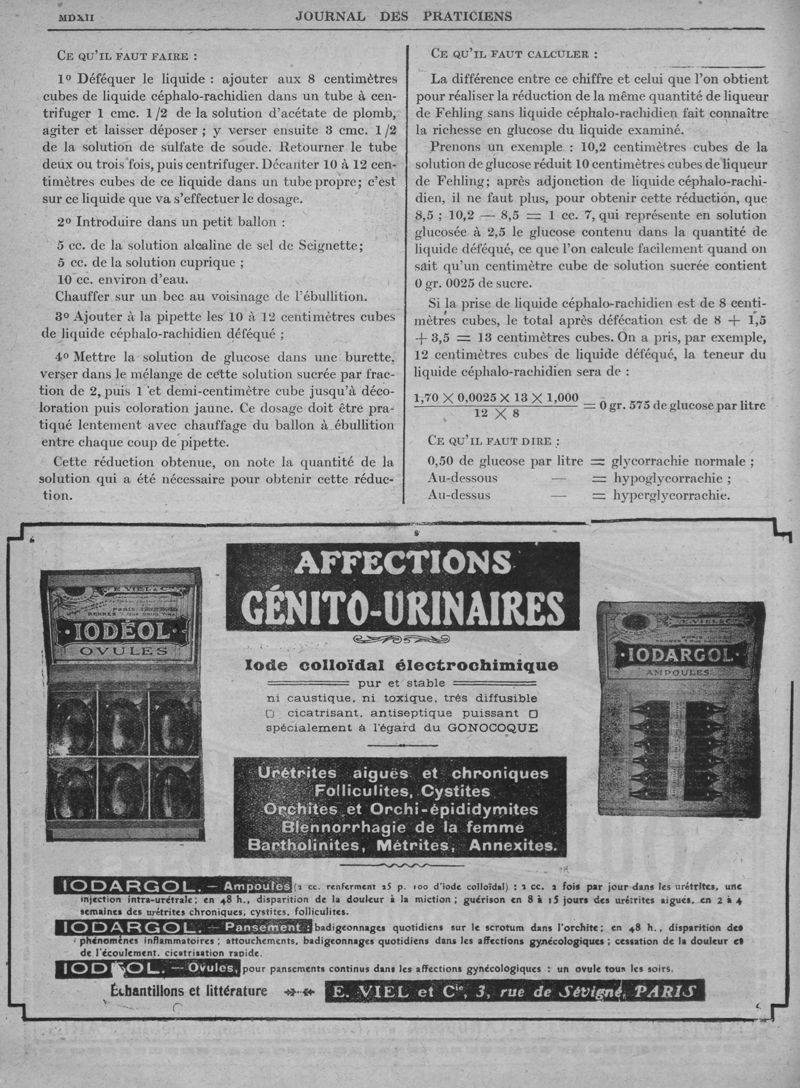 MDXII
JOURNAL DES PRATICIENS
CE QU'IL FAUT FAIRE :
1º Déféquer le liquide : ajouter aux 8 centimètres
cubes de liquide céphalo-rachidien dans un tube à cen-
trifuger 1 cmc. 1/2 de la solution d'acétate de plomb,
agiter et laisser déposer ; y verser ensuite 3 cmc. 1/2
de la solution de sulfate de soude. Retourner le tube
deux ou trois fois, puis centrifuger. Décanter 10 à 12 cen-
timètres cubes de ce liquide dans un tube propre ; c'est
sur ce liquide que va s'effectuer le dosage.
2º Introduire dans un petit ballon :
5 cc. de la solution alcaline de sel de Seignette;
5 cc. de la solution cuprique ;
10 cc. environ d'eau.
Chauffer sur un bec au voisinage de l'ébullition.
3º Ajouter à la pipette les 10 à 12 centimètres cubes
de liquide céphalo-rachidien déféqué ;
4º Mettre la solution de glucose dans une burette,
verser dans le mélange de cette solution sucrée par frac-
tion de 2, puis 1 et demi-centimètre cube jusqu'à déco-
loration puis coloration jaune. Ce dosage doit être pra-
tiqué lentement avec chauffage du ballon à ébullition
entre chaque coup de pipette.
Cette réduction obtenue, on note la quantité de la
solution qui a été nécessaire pour obtenir cette réduc-
tion.
CE QU'IL FAUT CALCULER :
La différence entre ce chiffre et celui que l'on obtient
pour réaliser la réduction de la même quantité de liqueur
de Fehling sans liquide céphalo-rachidien fait connaître
la richesse en glucose du liquide examiné.
Prenons un exemple : 10,2 centimètres cubes de la
solution de glucose réduit 10 centimètres cubes de liqueur
de Fehling; après adjonction de liquide céphalo-rachi-
dien, il ne faut plus, pour obtenir cette réduction, que
8,5 ; 10,2 — 8,5 = 1 cc. 7, qui représente en solution
glucosée à 2,5 le glucose contenu dans la quantité de
liquide déféqué, ce que l'on calcule facilement quand on
sait qu'un centimètre cube de solution sucrée contient
0 gr. 0025 de sucre.
Si la prise de liquide céphalo-rachidien est de 8 centi-
mètres cubes, le total après défécation est de 8 + 1,5
+ 3,5 = 13 centimètres cubes. On a pris, par exemple,
12 centimètres cubes de liquide déféqué, la teneur du
liquide céphalo-rachidien sera de :
1,70 X 0,0025 X 13 X 1,000
12 X 8
= 0 gr. 575 de glucose par litre
CE QU'IL FAUT DIRE :
0,50 de glucose par litre = glycorrachie normale ;
Au-dessous — = hypoglycorrachie ;
Au-dessus — = hyperglycorrachie.
AFFECTIONS
GÉNITO-URINAIRES
E. VIEL & Cie
IODÉOL
OVULES
E. VIEL & C
IODARGOL
AMPOULES
Iode colloïdal électrochimique
pur et stable
ni caustique, ni toxique, très diffusible
cicatrisant, antiseptique puissant
spécialement à l'égard du GONOCOQUE
Urétrites aiguës et chroniques
Folliculites, Cystites
Orchites et Orchi-épididymites
Blennorrhagie de la femme
Bartholinites, Métrites, Annexites.
IODARGOL. — Ampoules (2 cc. renferment 25 p. 100 d'iode colloïdal) : 2 cc. 2 fois par jour dans les urétrites, une
injection intra-urétrale; en 48 h., disparition de la douleur à la miction ; guérison en 8 à 15 jours des urétrites aiguës, en 2 à 4
semaines des urétrites chroniques, cystites, folliculites.
IODARGOL. — Pansement : badigeonnages quotidiens sur le scrotum dans l'orchite; en 48 h., disparition des
phénomènes inflammatoires ; attouchements, badigeonnages quotidiens dans les affections gynécologiques ; cessation de la douleur et
de l'écoulement, cicatrisation rapide.
— Ovules, pour pansements continus dans les affections gynécologiques : un ovule tous les soirs.
Échantillons et littérature
E. VIEL et Cie, 3, rue de Sévigné, PARIS